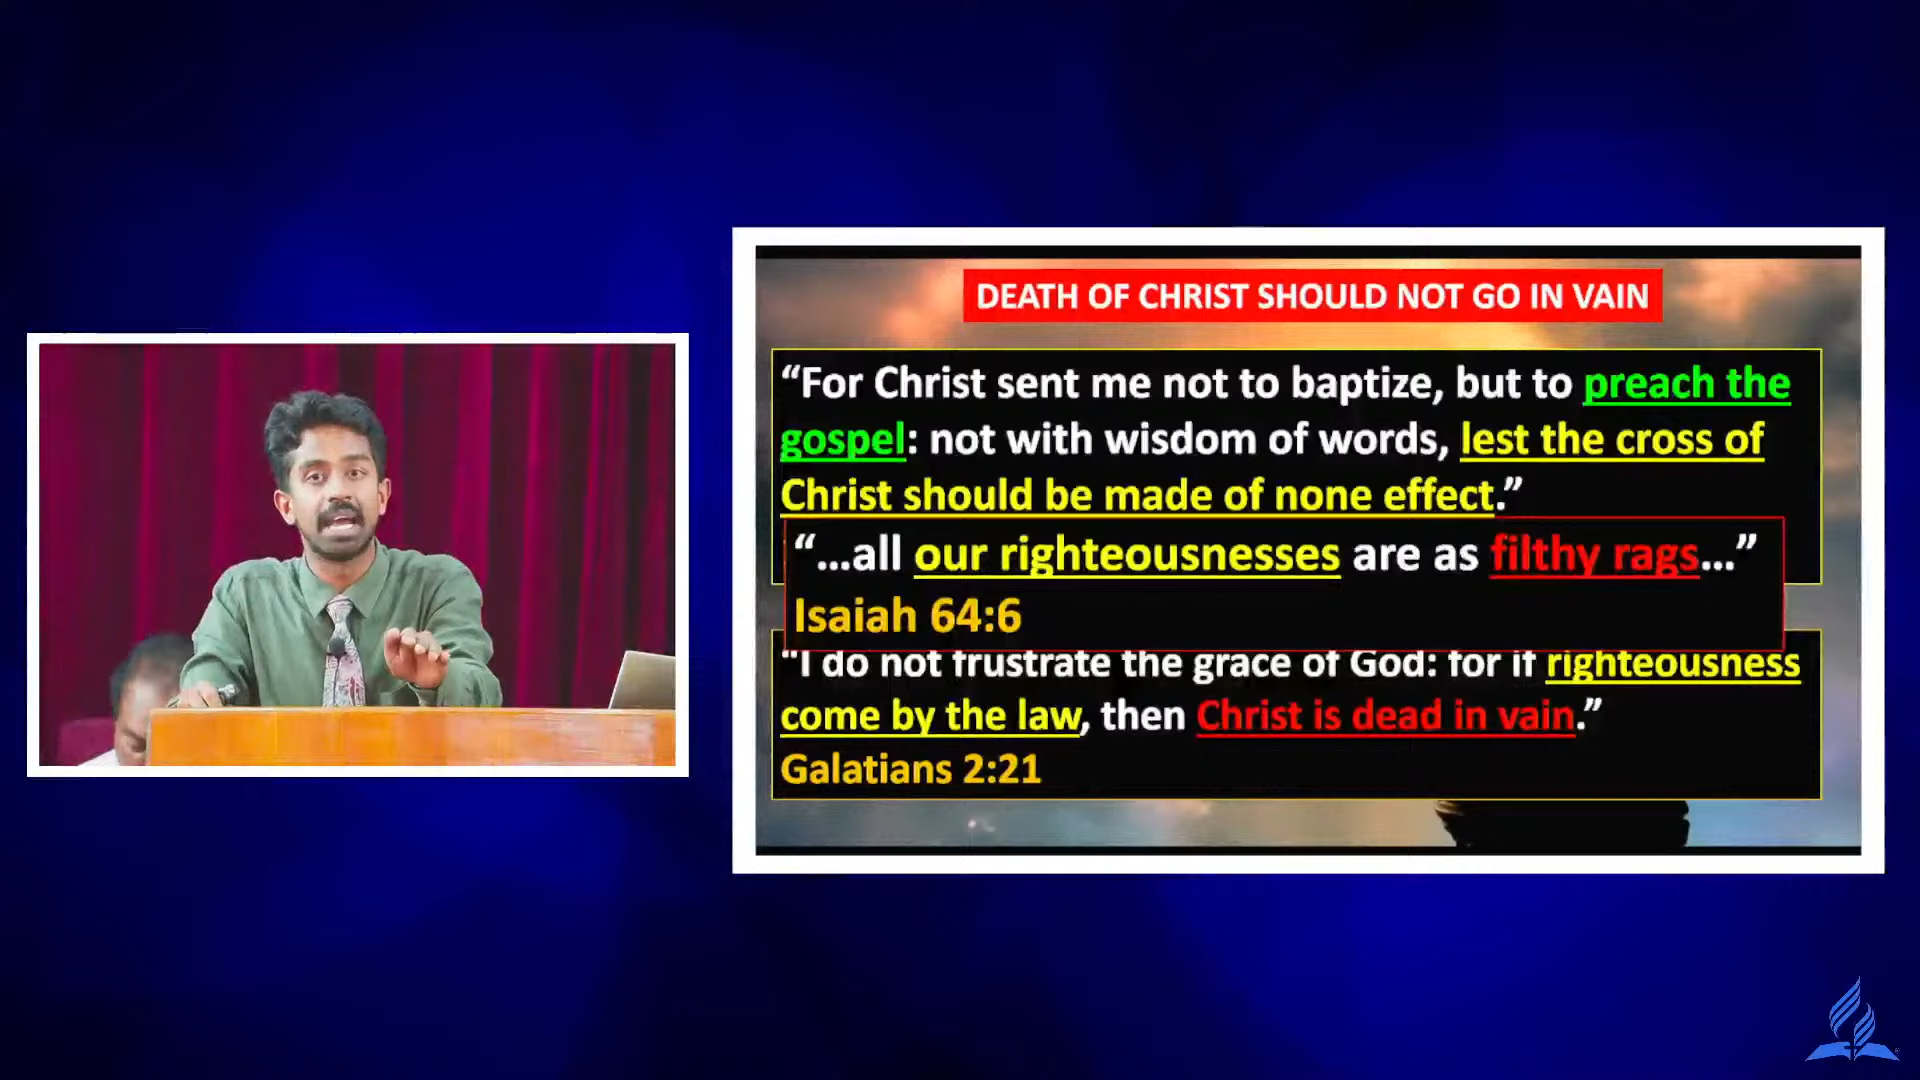 DEATH OF CHRIST SHOULD NOT GO IN VAIN
“For Christ sent me not to baptize, but to preach the
gospel: not with wisdom of words, lest the cross of
Christ should be made of none effect.”
“...all our righteousnesses are as filthy rags...”
Isaiah 64:6
“I do not frustrate the grace of God: for if righteousness
come by the law, then Christ is dead in vain.”
Galatians 2:21